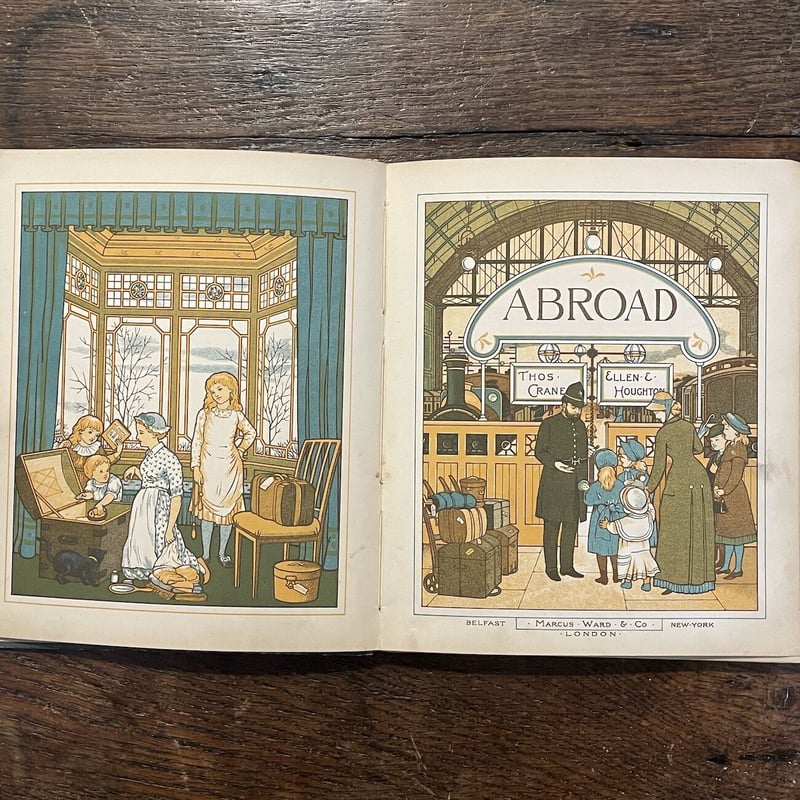 ABROAD
THOS·
CRANE
ELLEN·E·
HOUGHTON
BELFAST · MARCUS · WARD · & · CO · NEW-YORK
· LONDON ·